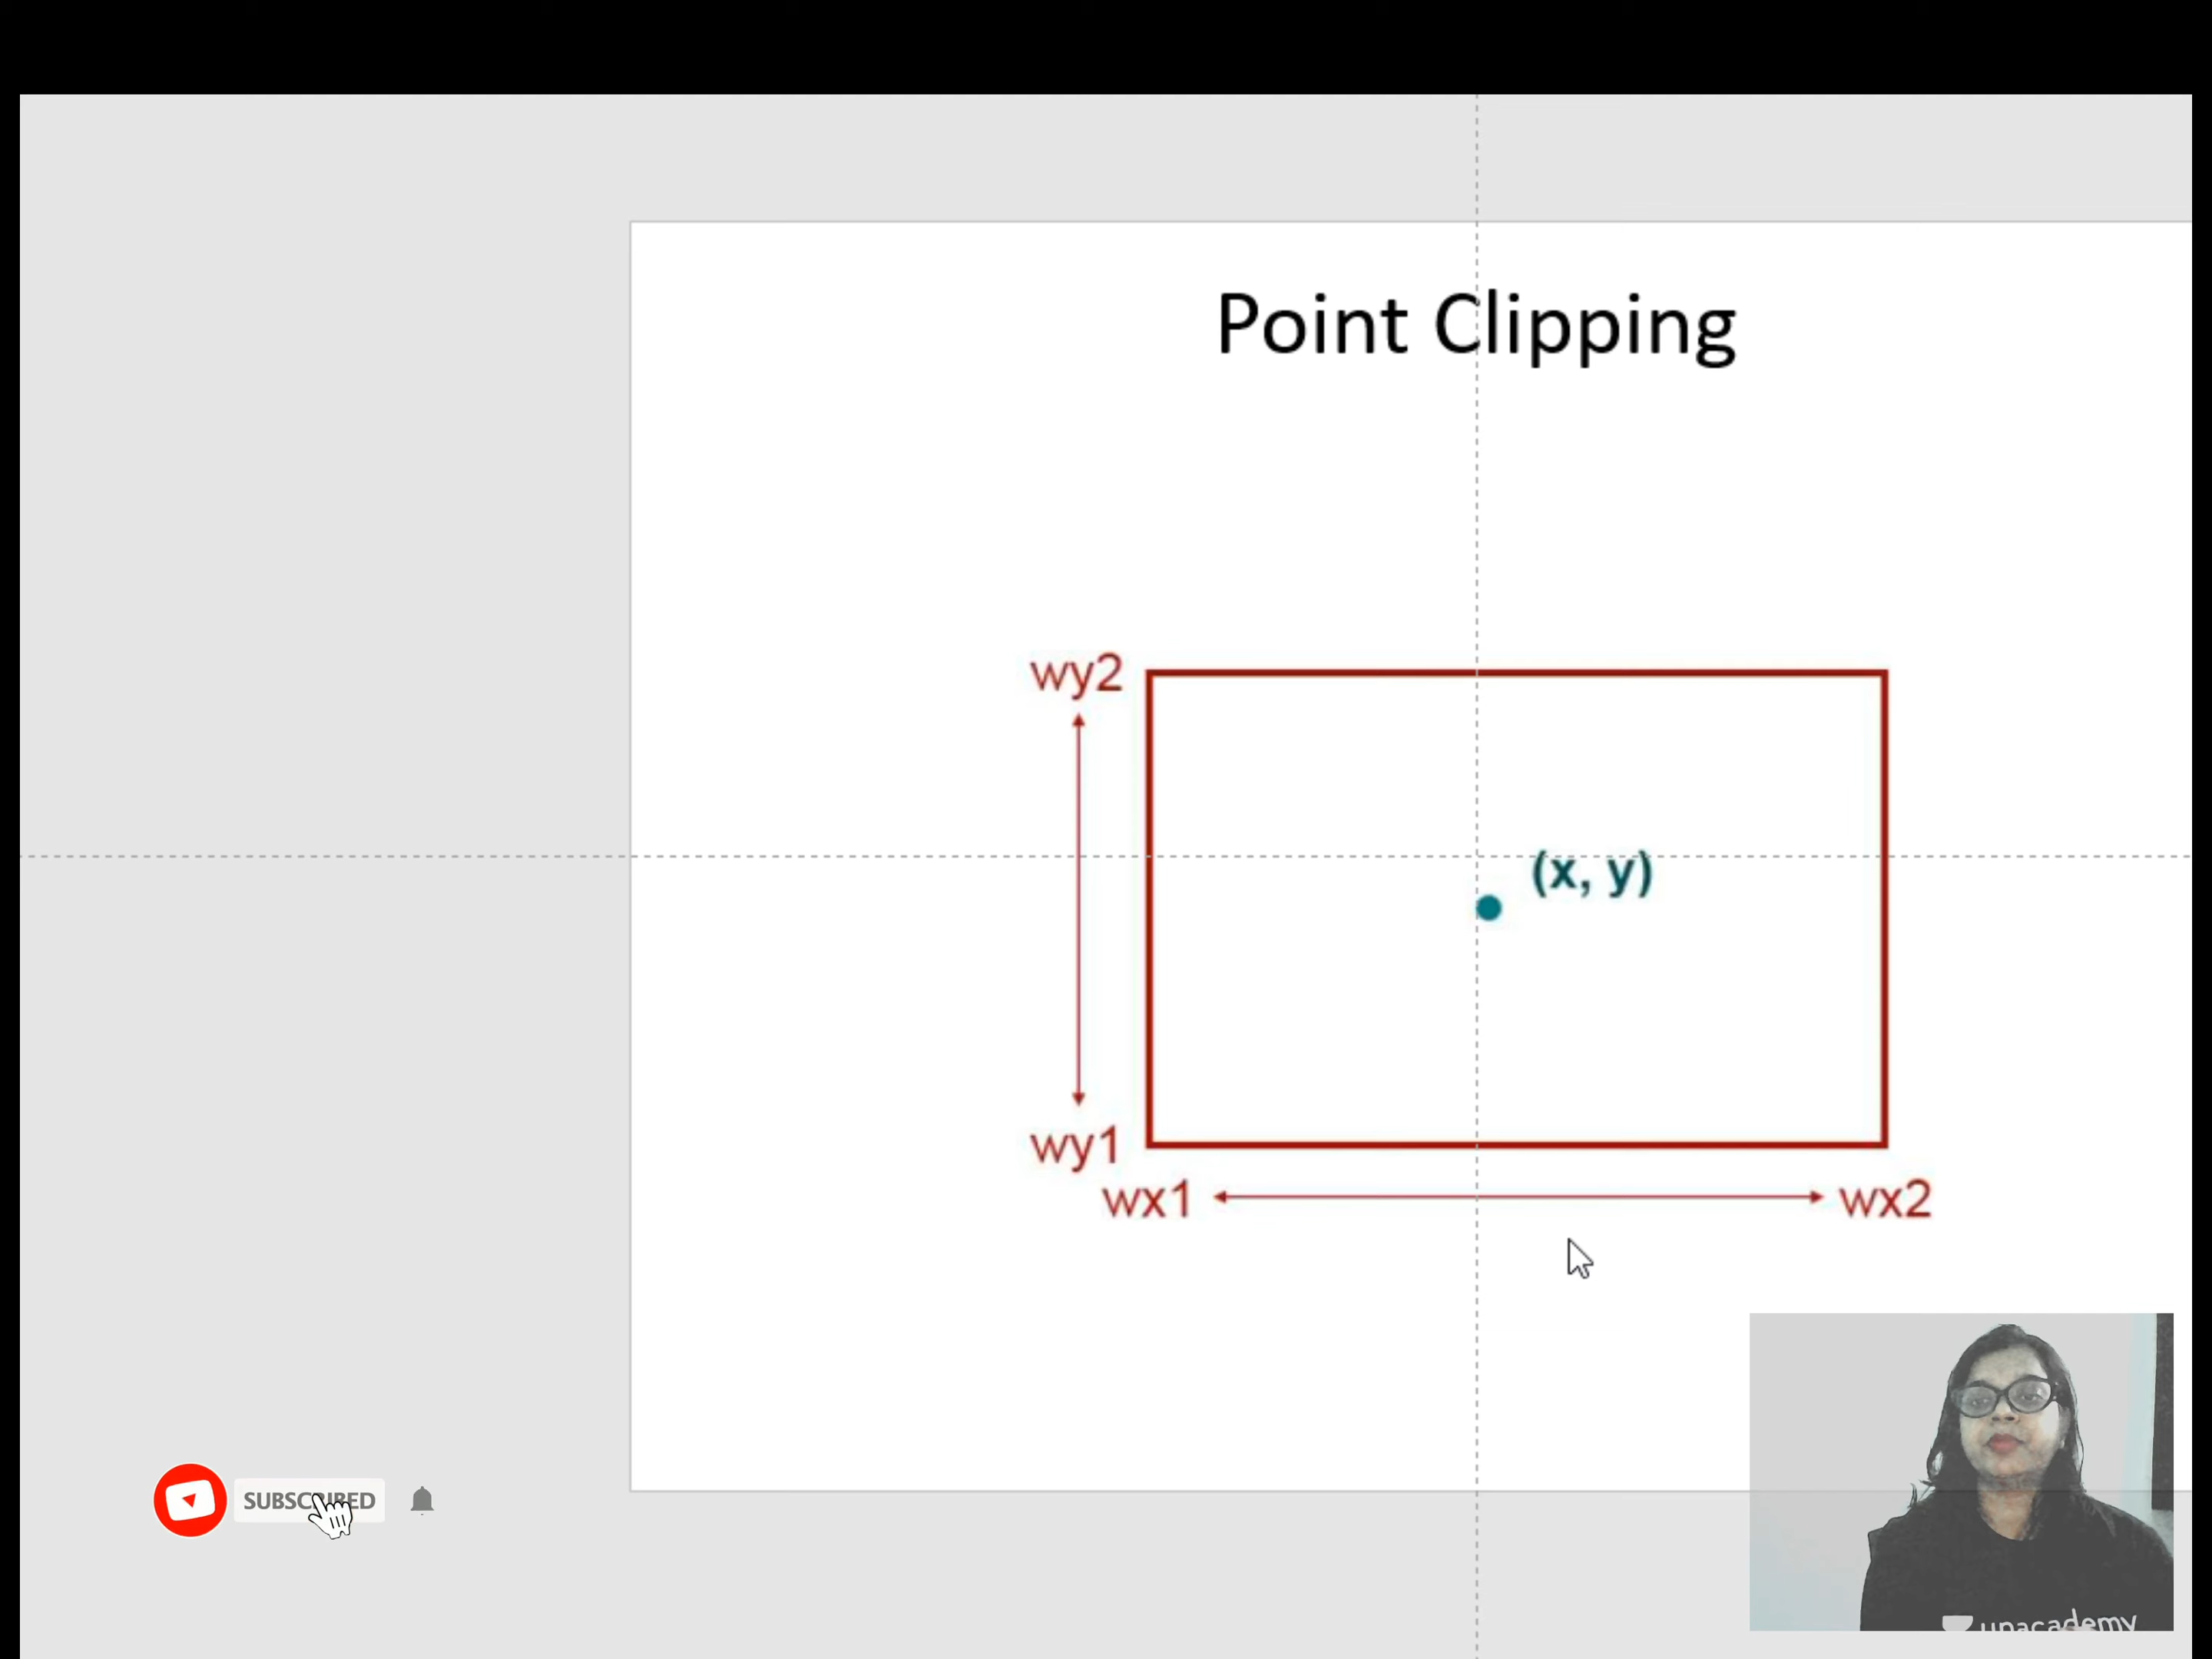 Point Clipping
wy2
(x, y)
wy1
wx1
wx2
SUBSCRIBED
unacademy